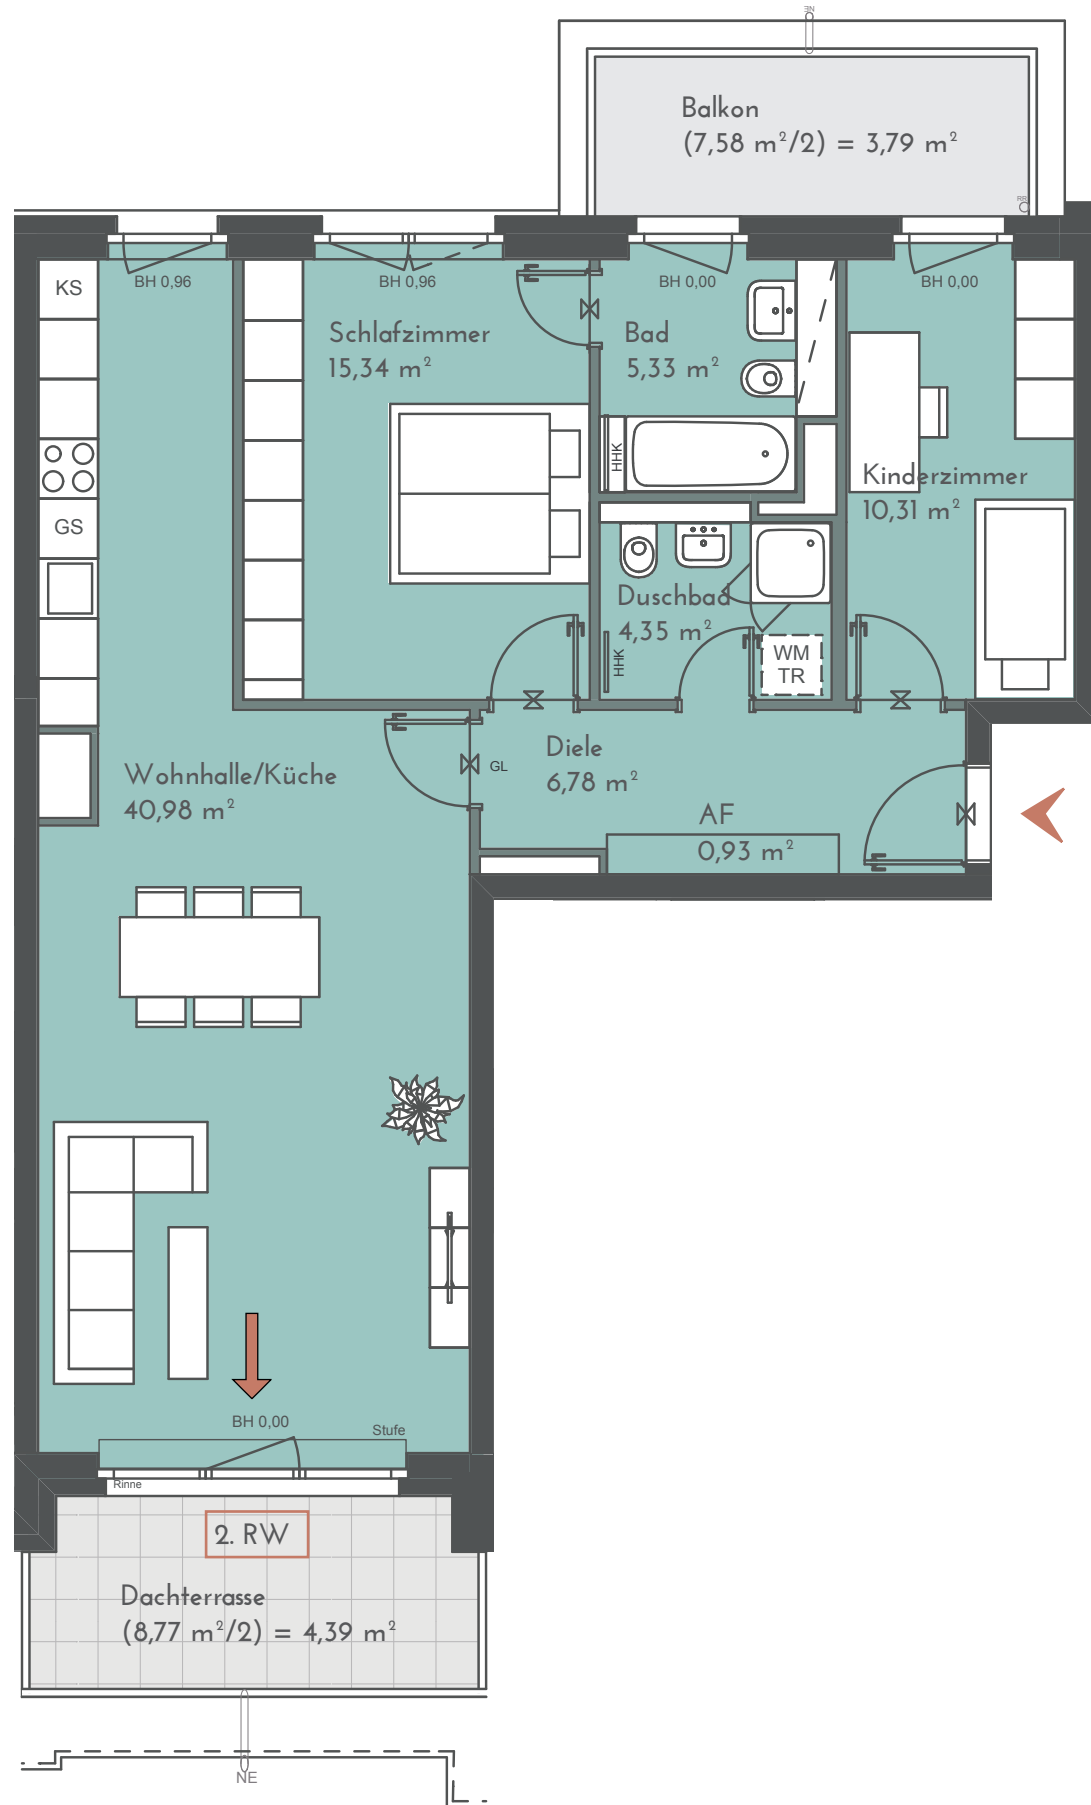 NE
Balkon
(7,58 m²/2) = 3,79 m²
RR
KS
BH 0,96
BH 0,96
BH 0,00
BH 0,00
Schlafzimmer
15,34 m²
Bad
5,33 m²
HHK
Kinderzimmer
10,31 m²
GS
Duschbad
4,35 m²
HHK
WM
TR
Diele
6,78 m²
GL
Wohnhalle/Küche
40,98 m²
AF
0,93 m²
BH 0,00
Stufe
Rinne
2. RW
Dachterrasse
(8,77 m²/2) = 4,39 m²
NE